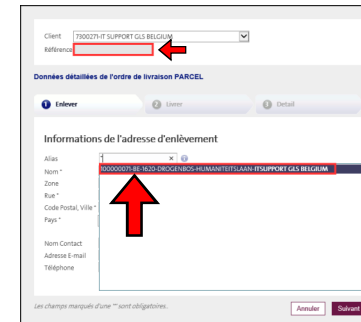 Client 7300271-IT SUPPORT GLS BELGIUM
Référence
Données détaillées de l'ordre de livraison PARCEL
1 Enlever 2 Livrer 3 Detail
Informations de l'adresse d'enlèvement
Alias * x
Nom * 100000071-BE-1620-DROGENBOS-HUMANITEITSLAAN-ITSUPPORT GLS BELGIUM
Zone
Rue *
Code Postal, Ville *
Pays *
Nom Contact
Adresse E-mail
Téléphone
Les champs marqués d'une "*" sont obligatoires. Annuler Suivant